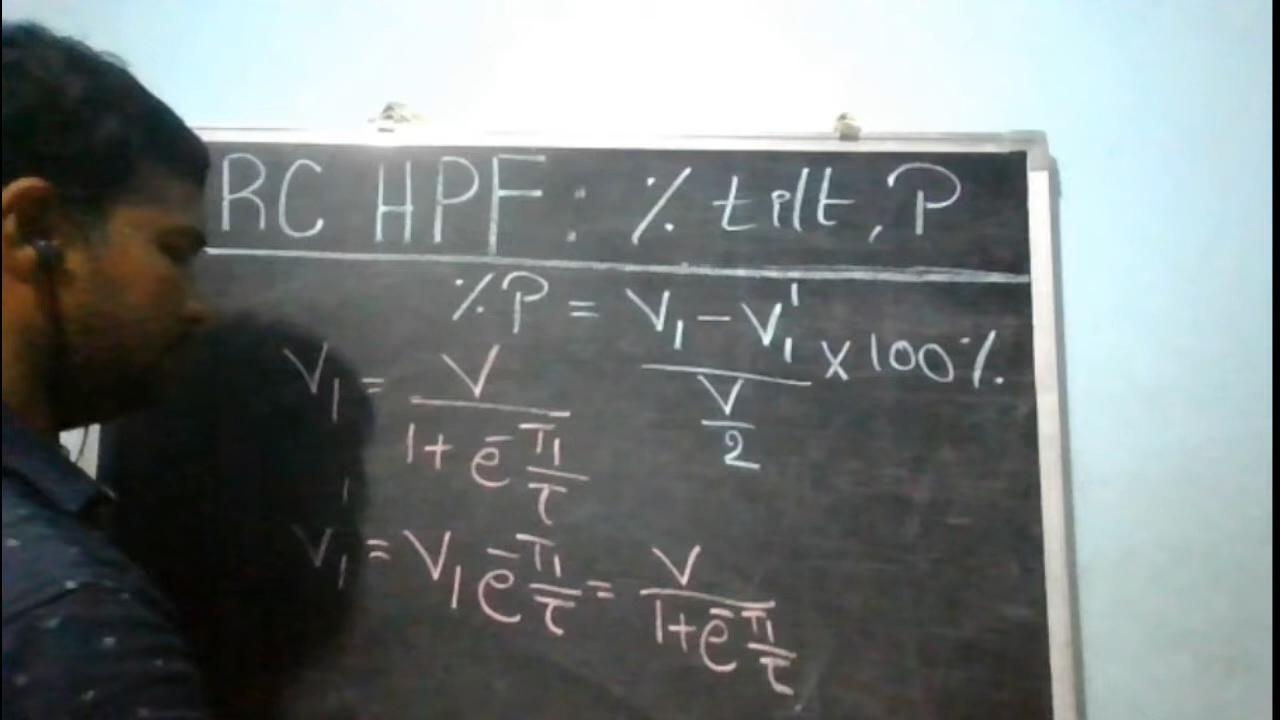 RC HPF : % tilt, P
%P = V₁ - V₁' / V/2 × 100%
V₁ = V / 1 + e^-T₁/τ
V₁' = V₁ e^-T₁/τ = V / 1 + e^-T₁/τ